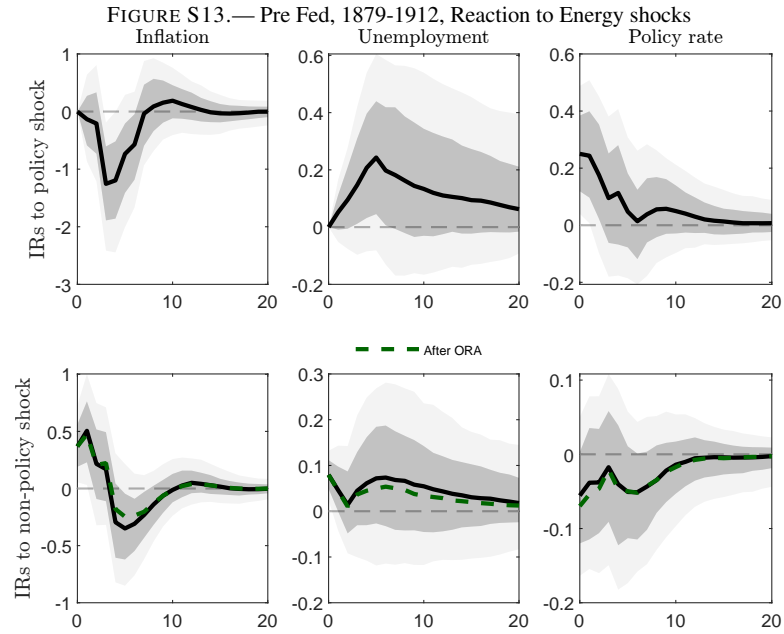 FIGURE S13.— Pre Fed, 1879-1912, Reaction to Energy shocks
Inflation Unemployment Policy rate
IRs to policy shock
1
0
-1
-2
-3
0 10 20
0.6
0.4
0.2
0
-0.2
0 10 20
0.6
0.4
0.2
0
-0.2
0 10 20
After ORA
IRs to non-policy shock
1
0.5
0
-0.5
-1
0 10 20
0.3
0.2
0.1
0
-0.1
-0.2
0 10 20
0.1
0
-0.1
-0.2
0 10 20